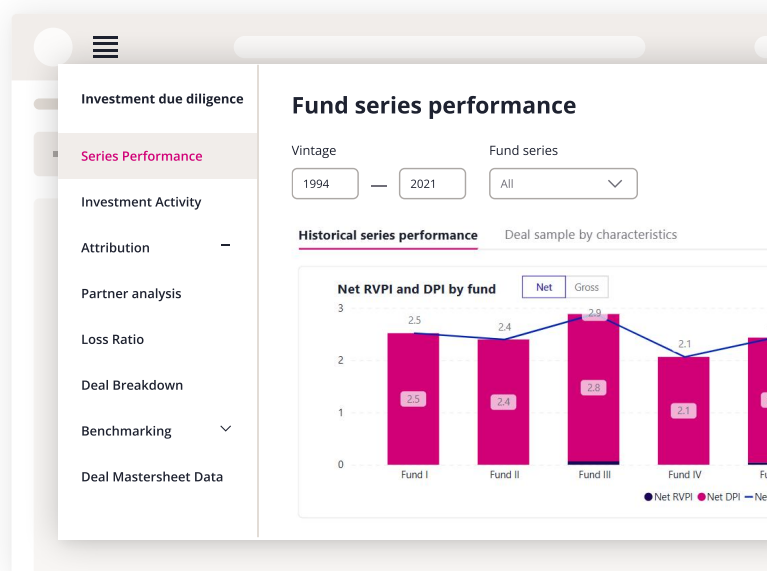 Investment due diligence
Series Performance
Investment Activity
Attribution
Partner analysis
Loss Ratio
Deal Breakdown
Benchmarking
Deal Mastersheet Data
Fund series performance
Vintage
Fund series
1994 — 2021
All
Historical series performance
Deal sample by characteristics
Net RVPI and DPI by fund
Net Gross
3
2
1
0
2.5
2.4
2.9
2.1
2.5
2.4
2.8
2.1
Fund I
Fund II
Fund III
Fund IV
Net RVPI Net DPI